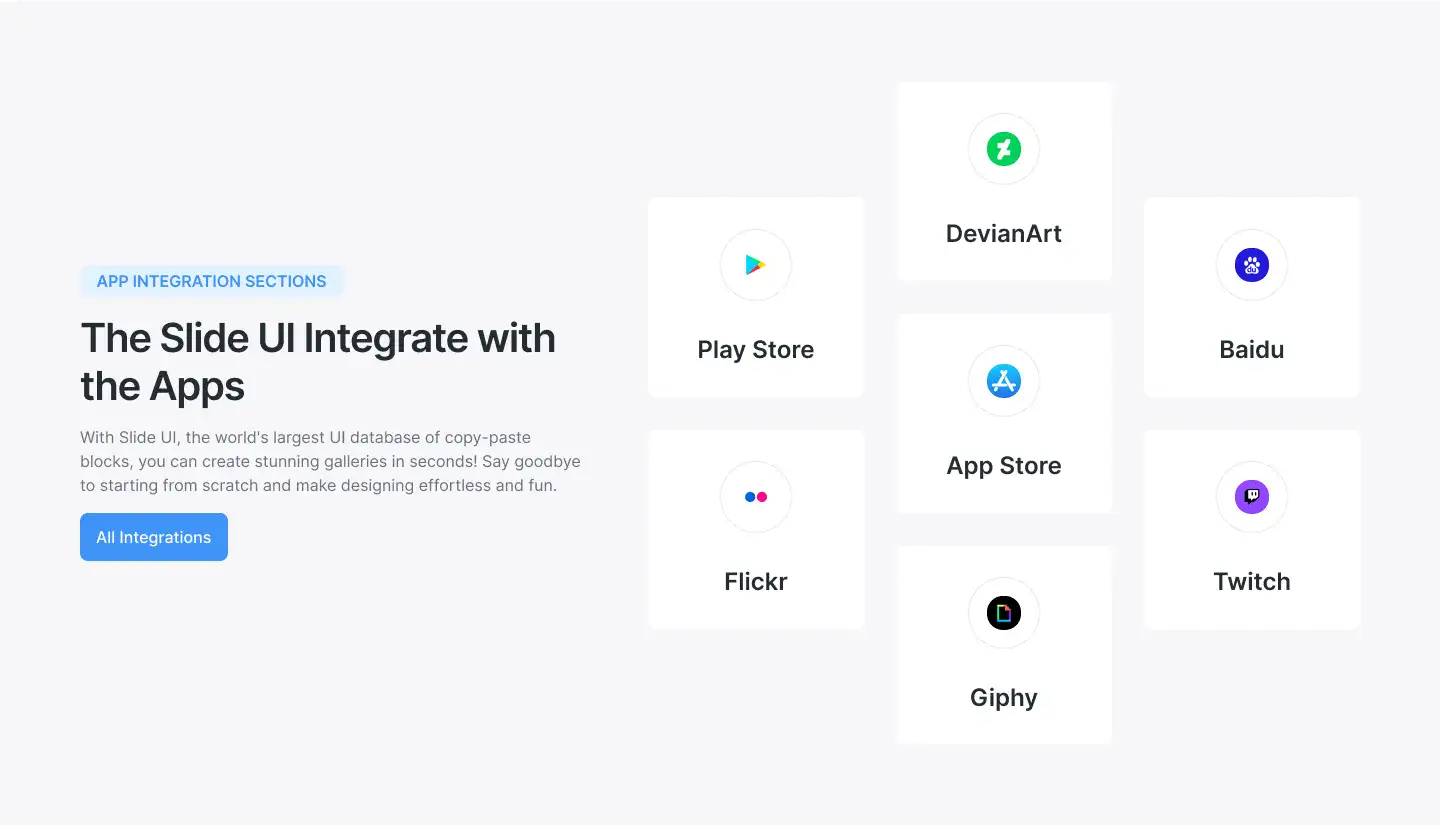 APP INTEGRATION SECTIONS
The Slide UI Integrate with
the Apps
With Slide UI, the world's largest UI database of copy-paste
blocks, you can create stunning galleries in seconds! Say goodbye
to starting from scratch and make designing effortless and fun.
All Integrations
Play Store
Flickr
DevianArt
App Store
Giphy
du
Baidu
Twitch